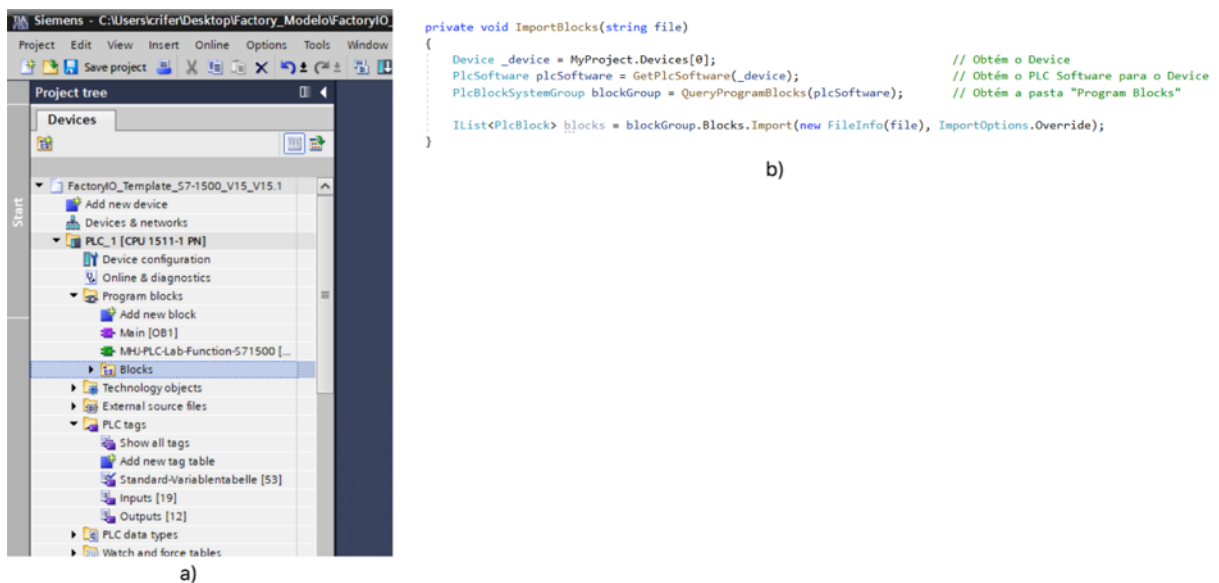 Siemens - C:\Users\crifer\Desktop\Factory_Modelo\FactoryIO_
Project Edit View Insert Online Options Tools Window
Save project
Project tree
Devices
Start
FactoryIO_Template_S7-1500_V15_V15.1
Add new device
Devices & networks
PLC_1 [CPU 1511-1 PN]
Device configuration
Online & diagnostics
Program blocks
Add new block
Main [OB1]
MHJ-PLC-Lab-Function-S71500 [...
Blocks
Technology objects
External source files
PLC tags
Show all tags
Add new tag table
Standard-Variablentabelle [53]
Inputs [19]
Outputs [12]
PLC data types
Watch and force tables
a)
private void ImportBlocks(string file)
{
Device _device = MyProject.Devices[0]; // Obtém o Device
PlcSoftware plcSoftware = GetPlcSoftware(_device); // Obtém o PLC Software para o Device
PlcBlockSystemGroup blockGroup = QueryProgramBlocks(plcSoftware); // Obtém a pasta "Program Blocks"
IList<PlcBlock> blocks = blockGroup.Blocks.Import(new FileInfo(file), ImportOptions.Override);
}
b)